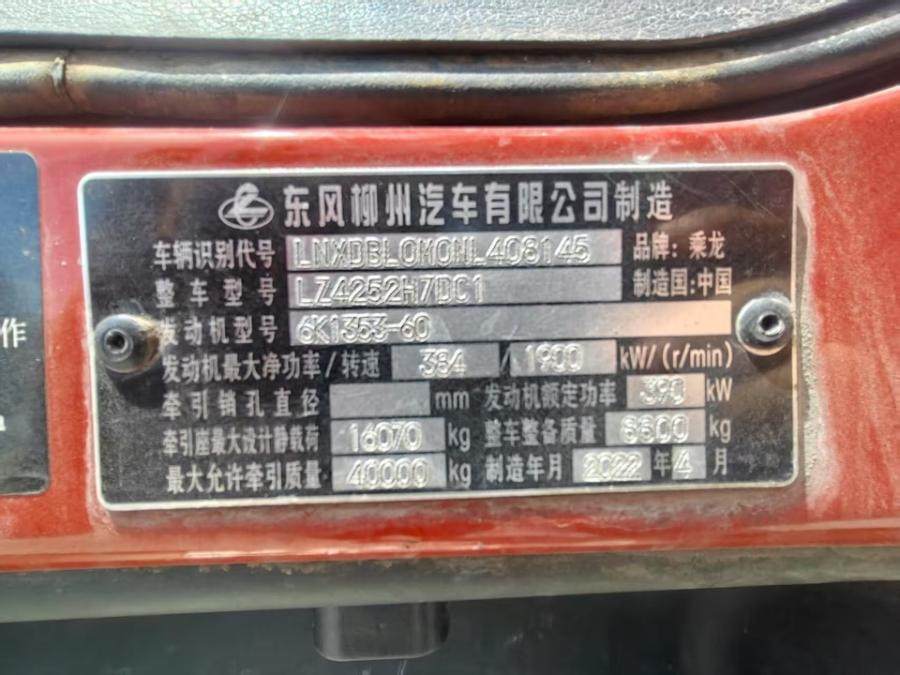 东风柳州汽车有限公司制造
车辆识别代号 LNXDBL0M0NL408145 品牌: 乘龙
整车型号 LZ4252H7DC1 制造国:中国
发动机型号 6K1353-60
发动机最大净功率/转速 384 / 1900 kW/(r/min)
牵引销孔直径 mm 发动机额定功率 390 kW
牵引座最大设计静载荷 16070 kg 整车整备质量 8800 kg
最大允许牵引质量 40000 kg 制造年月 2022 年 4 月
作